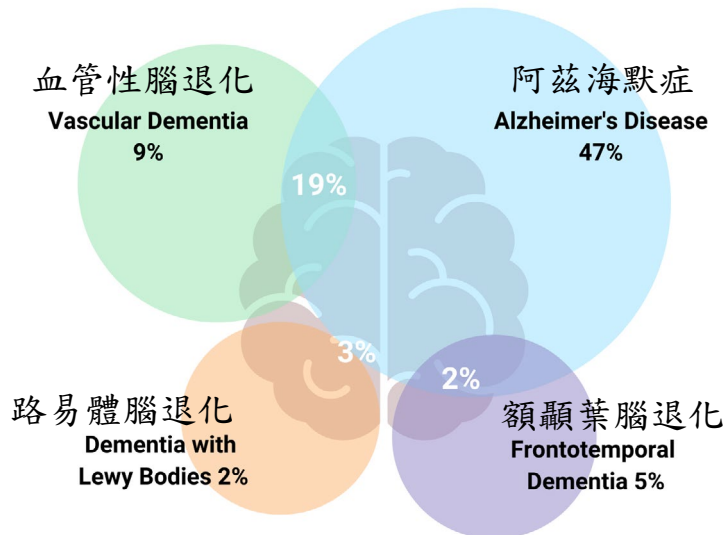 血管性腦退化
Vascular Dementia
9%
阿茲海默症
Alzheimer's Disease
47%
19%
3%
2%
路易體腦退化
Dementia with
Lewy Bodies 2%
額顳葉腦退化
Frontotemporal
Dementia 5%